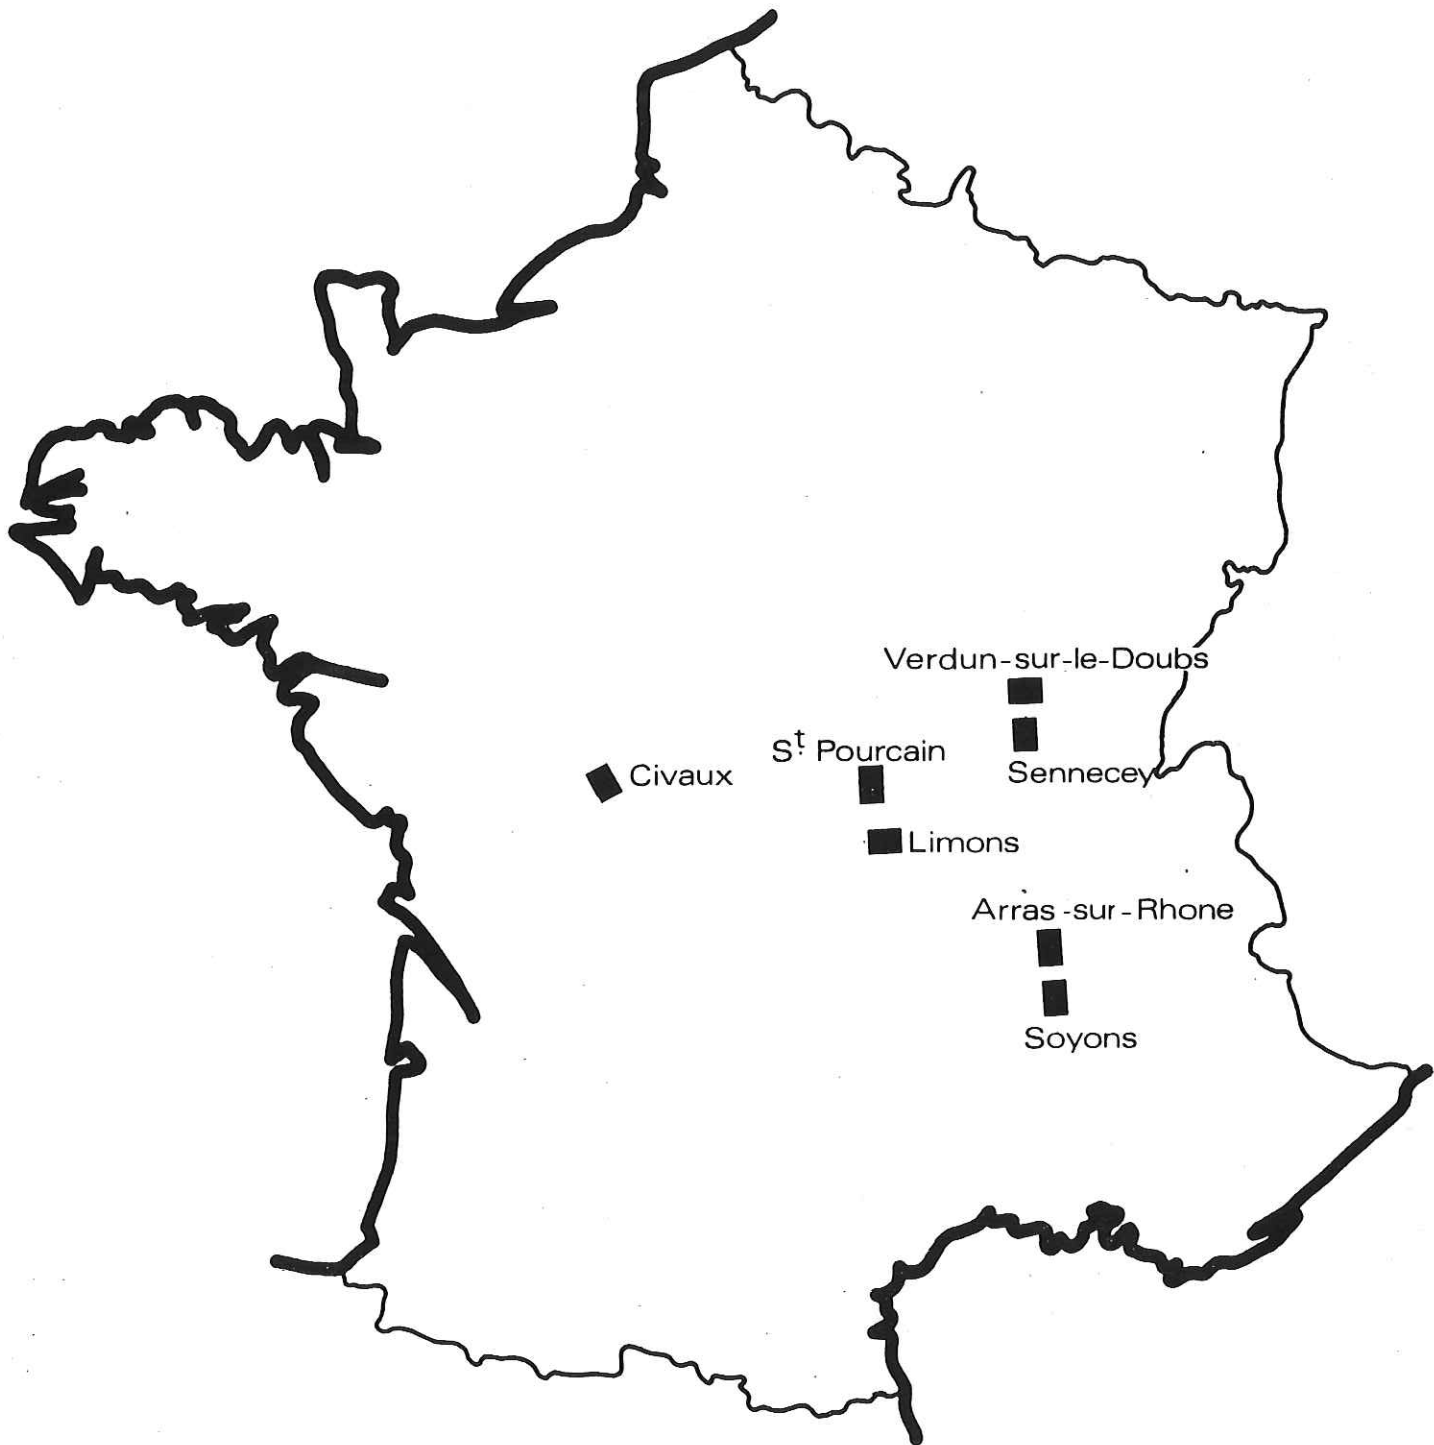 Verdun-sur-le-Doubs
St. Pourcain
Sennecey
Civaux
Limons
Arras-sur-Rhone
Soyons